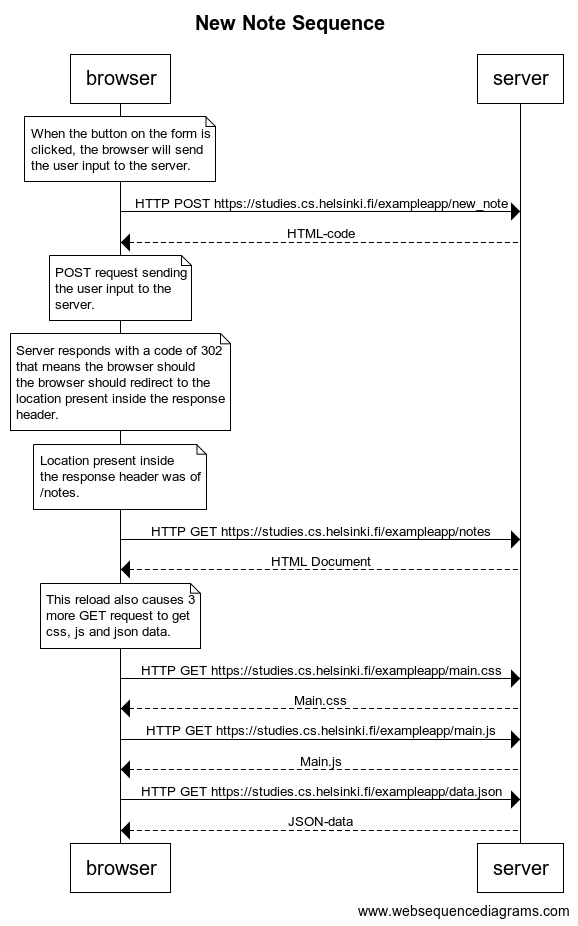 New Note Sequence
browser
server
When the button on the form is
clicked, the browser will send
the user input to the server.
HTTP POST https://studies.cs.helsinki.fi/exampleapp/new_note
HTML-code
POST request sending
the user input to the
server.
Server responds with a code of 302
that means the browser should
the browser should redirect to the
location present inside the response
header.
Location present inside
the response header was of
/notes.
HTTP GET https://studies.cs.helsinki.fi/exampleapp/notes
HTML Document
This reload also causes 3
more GET request to get
css, js and json data.
HTTP GET https://studies.cs.helsinki.fi/exampleapp/main.css
Main.css
HTTP GET https://studies.cs.helsinki.fi/exampleapp/main.js
Main.js
HTTP GET https://studies.cs.helsinki.fi/exampleapp/data.json
JSON-data
browser
server
www.websequencediagrams.com